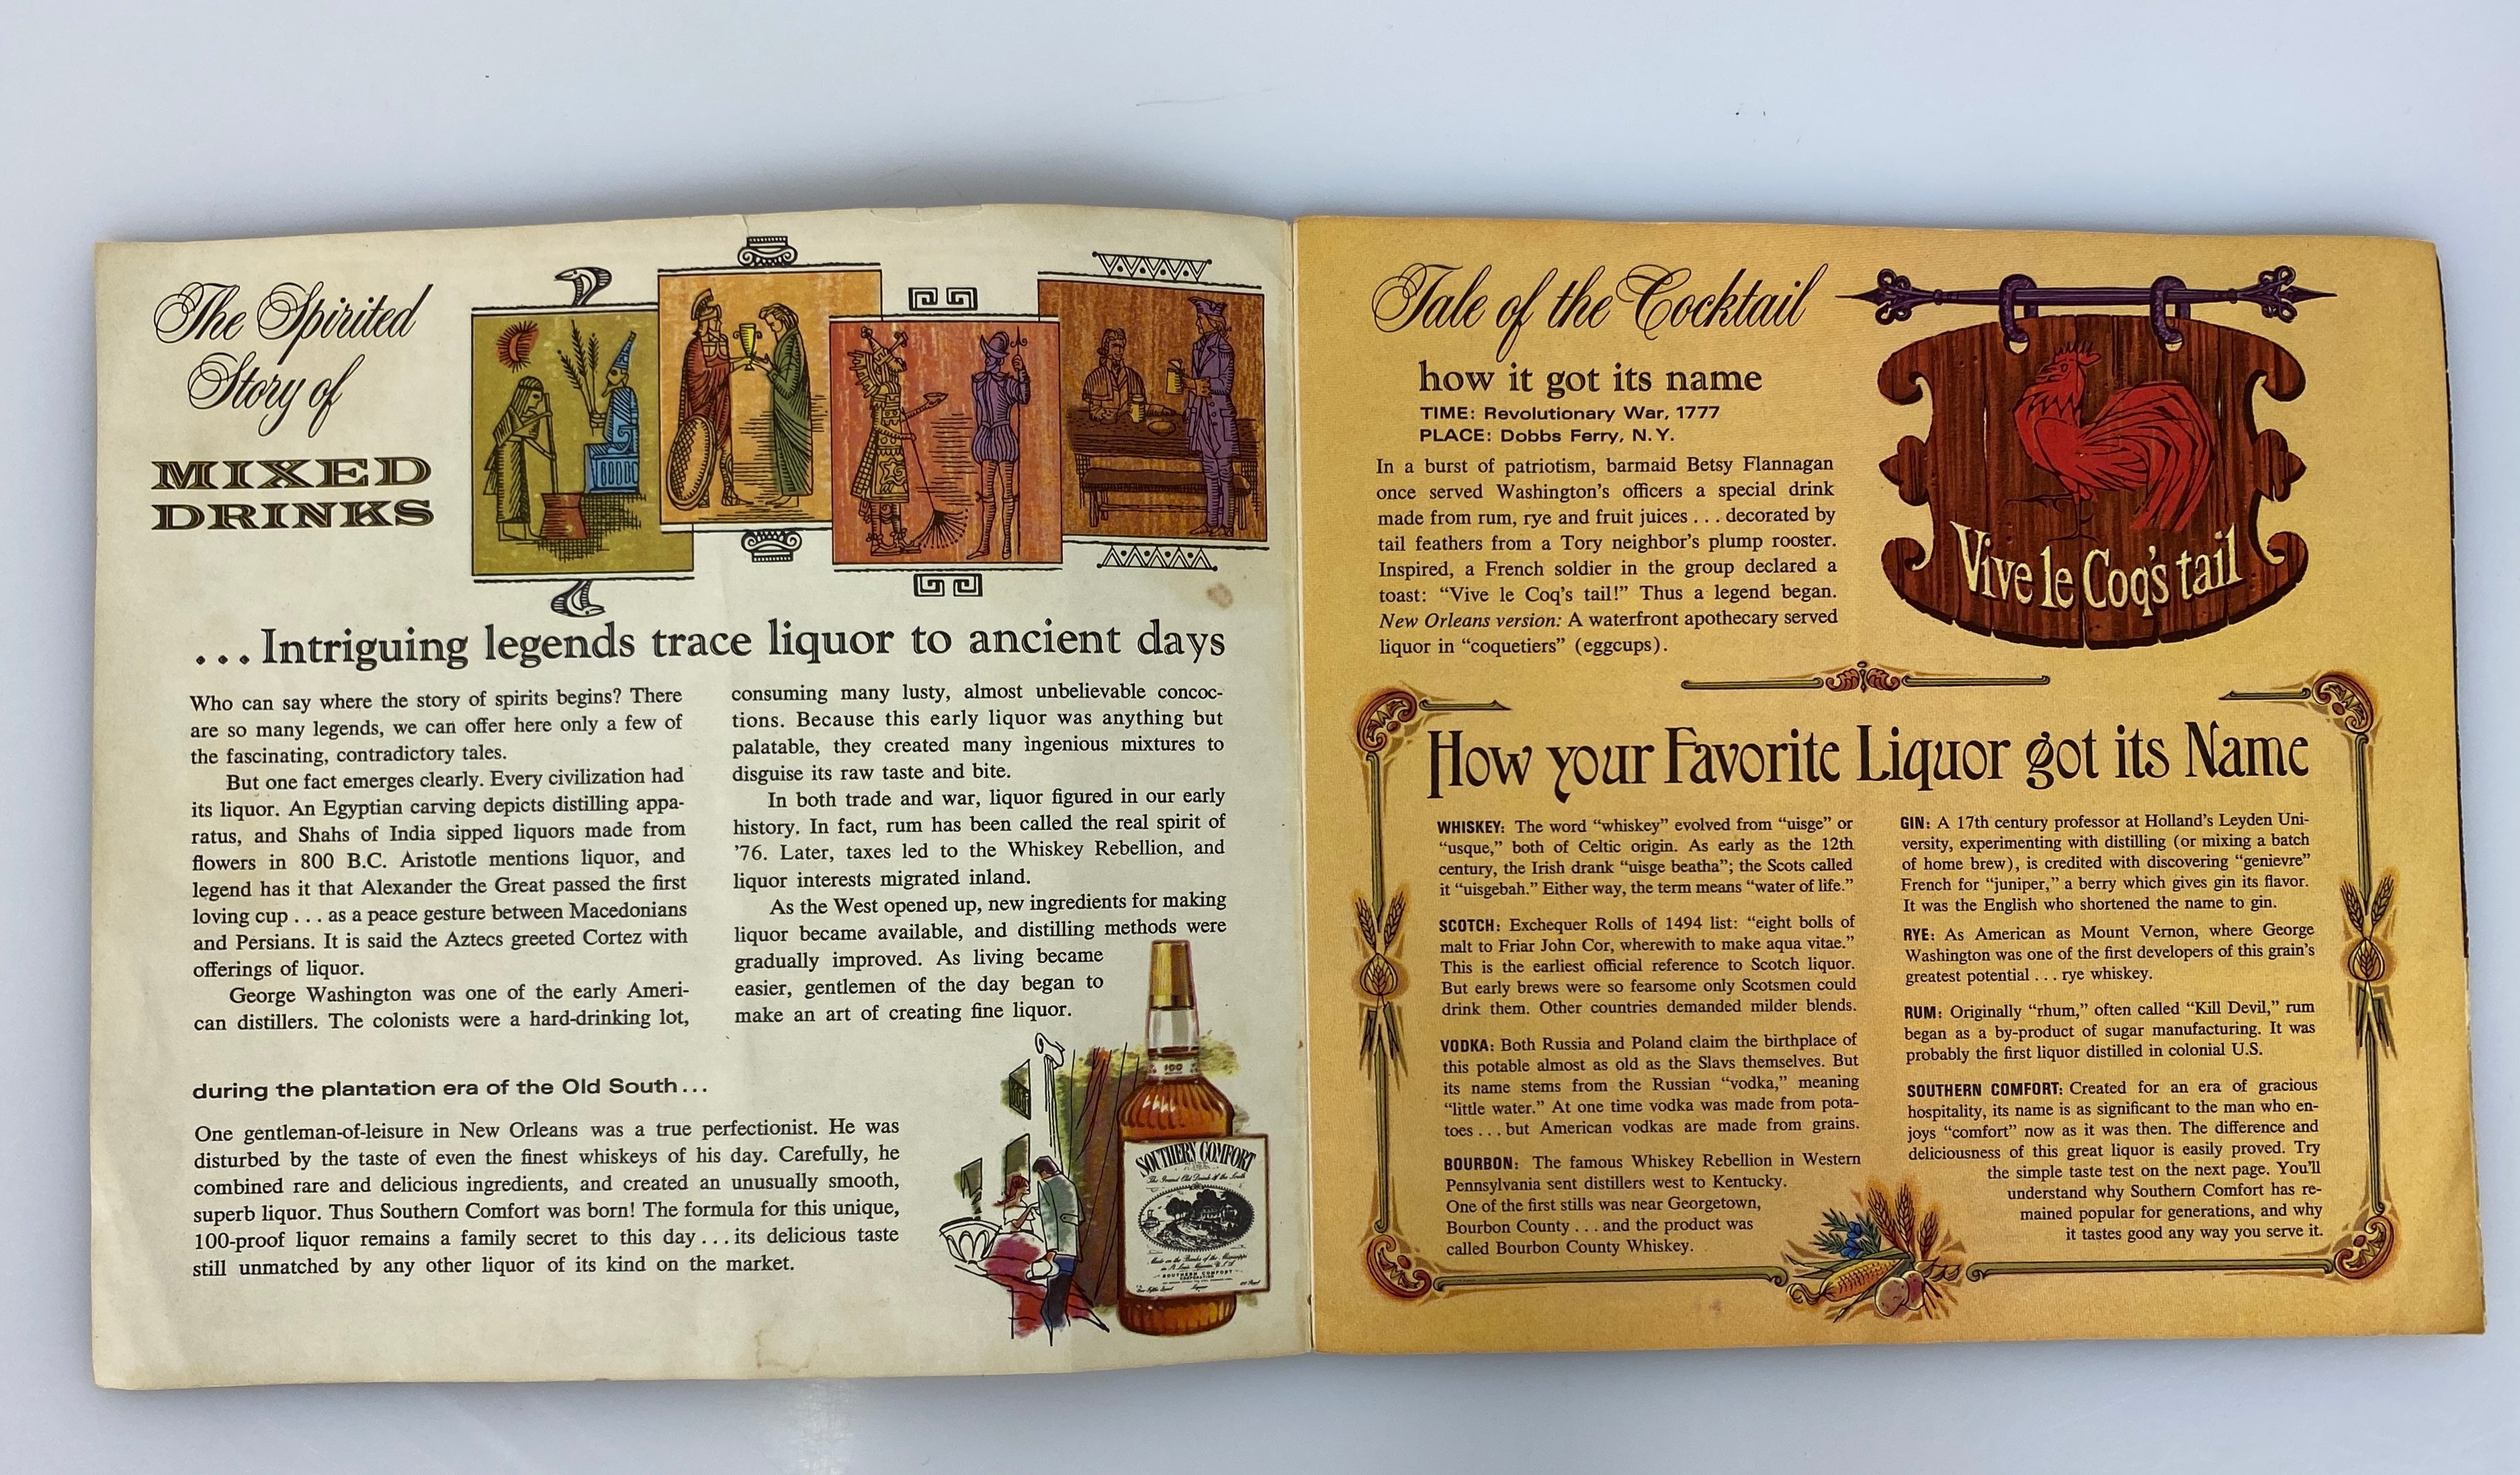 The Spirited
Story of
MIXED
DRINKS
...Intriguing legends trace liquor to ancient days
Who can say where the story of spirits begins? There
are so many legends, we can offer here only a few of
the fascinating, contradictory tales.
But one fact emerges clearly. Every civilization had
its liquor. An Egyptian carving depicts distilling appa-
ratus, and Shahs of India sipped liquors made from
flowers in 800 B.C. Aristotle mentions liquor, and
legend has it that Alexander the Great passed the first
loving cup . . . as a peace gesture between Macedonians
and Persians. It is said the Aztecs greeted Cortez with
offerings of liquor.
George Washington was one of the early Ameri-
can distillers. The colonists were a hard-drinking lot,
consuming many lusty, almost unbelievable concoc-
tions. Because this early liquor was anything but
palatable, they created many ingenious mixtures to
disguise its raw taste and bite.
In both trade and war, liquor figured in our early
history. In fact, rum has been called the real spirit of
'76. Later, taxes led to the Whiskey Rebellion, and
liquor interests migrated inland.
As the West opened up, new ingredients for making
liquor became available, and distilling methods were
gradually improved. As living became
easier, gentlemen of the day began to
make an art of creating fine liquor.
during the plantation era of the Old South...
One gentleman-of-leisure in New Orleans was a true perfectionist. He was
disturbed by the taste of even the finest whiskeys of his day. Carefully, he
combined rare and delicious ingredients, and created an unusually smooth,
superb liquor. Thus Southern Comfort was born! The formula for this unique,
100-proof liquor remains a family secret to this day . . . its delicious taste
still unmatched by any other liquor of its kind on the market.
100
SOUTHERN COMFORT
The Grand Old Drink of the South
Made on the Banks of the Mississippi
in St. Louis, Missouri, U.S.A.
SOUTHERN COMFORT
CORPORATION
Tale of the Cocktail
how it got its name
TIME: Revolutionary War, 1777
PLACE: Dobbs Ferry, N.Y.
In a burst of patriotism, barmaid Betsy Flannagan
once served Washington's officers a special drink
made from rum, rye and fruit juices . . . decorated by
tail feathers from a Tory neighbor's plump rooster.
Inspired, a French soldier in the group declared a
toast: "Vive le Coq's tail!" Thus a legend began.
New Orleans version: A waterfront apothecary served
liquor in "coquetiers" (eggcups).
Vive le Coq's tail
How your Favorite Liquor got its Name
WHISKEY: The word "whiskey" evolved from "uisge" or
"usque," both of Celtic origin. As early as the 12th
century, the Irish drank "uisge beatha"; the Scots called
it "uisgebah." Either way, the term means "water of life."
SCOTCH: Exchequer Rolls of 1494 list: "eight bolls of
malt to Friar John Cor, wherewith to make aqua vitae."
This is the earliest official reference to Scotch liquor.
But early brews were so fearsome only Scotsmen could
drink them. Other countries demanded milder blends.
VODKA: Both Russia and Poland claim the birthplace of
this potable almost as old as the Slavs themselves. But
its name stems from the Russian "vodka," meaning
"little water." At one time vodka was made from pota-
toes . . . but American vodkas are made from grains.
BOURBON: The famous Whiskey Rebellion in Western
Pennsylvania sent distillers west to Kentucky.
One of the first stills was near Georgetown,
Bourbon County . . . and the product was
called Bourbon County Whiskey.
GIN: A 17th century professor at Holland's Leyden Uni-
versity, experimenting with distilling (or mixing a batch
of home brew), is credited with discovering "genievre"
French for "juniper," a berry which gives gin its flavor.
It was the English who shortened the name to gin.
RYE: As American as Mount Vernon, where George
Washington was one of the first developers of this grain's
greatest potential . . . rye whiskey.
RUM: Originally "rhum," often called "Kill Devil," rum
began as a by-product of sugar manufacturing. It was
probably the first liquor distilled in colonial U.S.
SOUTHERN COMFORT: Created for an era of gracious
hospitality, its name is as significant to the man who en-
joys "comfort" now as it was then. The difference and
deliciousness of this great liquor is easily proved. Try
the simple taste test on the next page. You'll
understand why Southern Comfort has re-
mained popular for generations, and why
it tastes good any way you serve it.